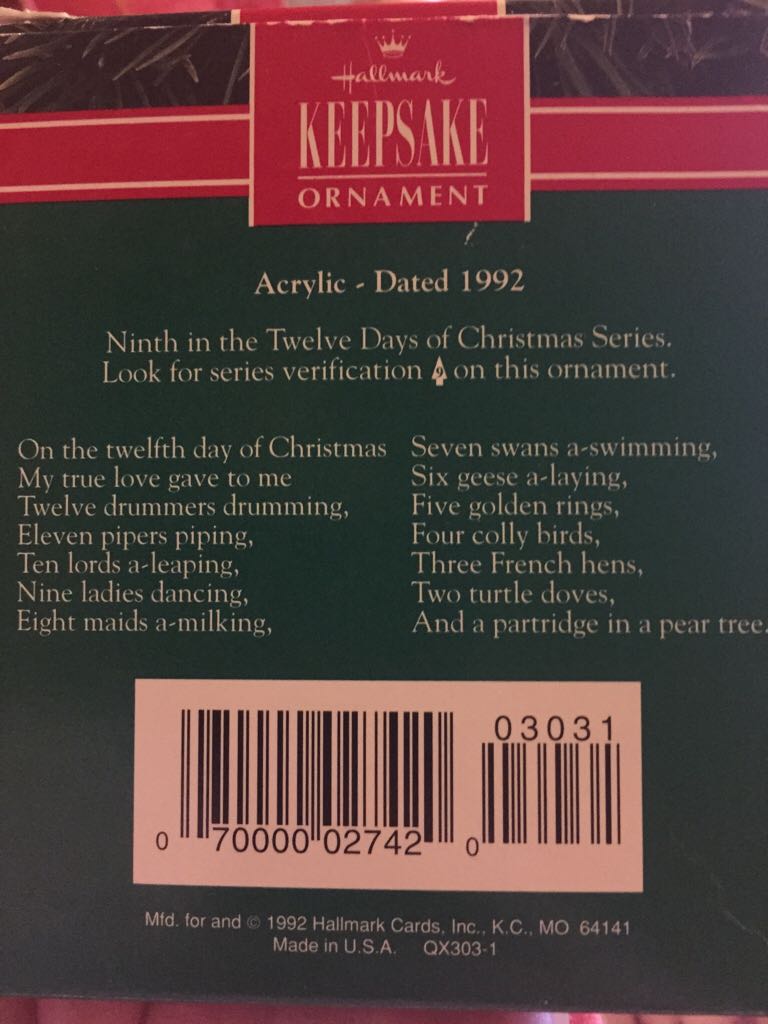 Hallmark
KEEPSAKE
ORNAMENT
Acrylic - Dated 1992
Ninth in the Twelve Days of Christmas Series.
Look for series verification 9 on this ornament.
On the twelfth day of Christmas
My true love gave to me
Twelve drummers drumming,
Eleven pipers piping,
Ten lords a-leaping,
Nine ladies dancing,
Eight maids a-milking,
Seven swans a-swimming,
Six geese a-laying,
Five golden rings,
Four colly birds,
Three French hens,
Two turtle doves,
And a partridge in a pear tree.
03031
0 70000 02742 0
Mfd. for and © 1992 Hallmark Cards, Inc., K.C., MO 64141
Made in U.S.A. QX303-1